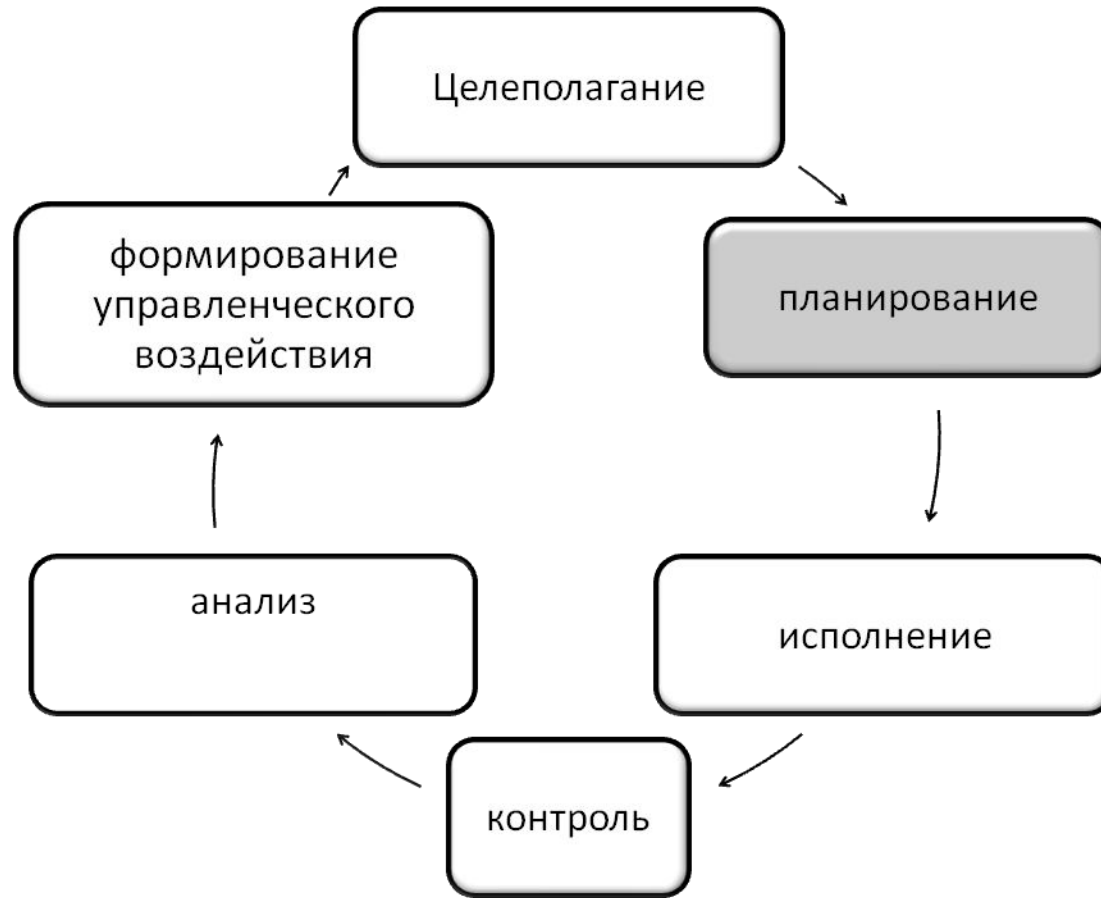 Целеполагание
планирование
исполнение
контроль
анализ
формирование
управленческого
воздействия